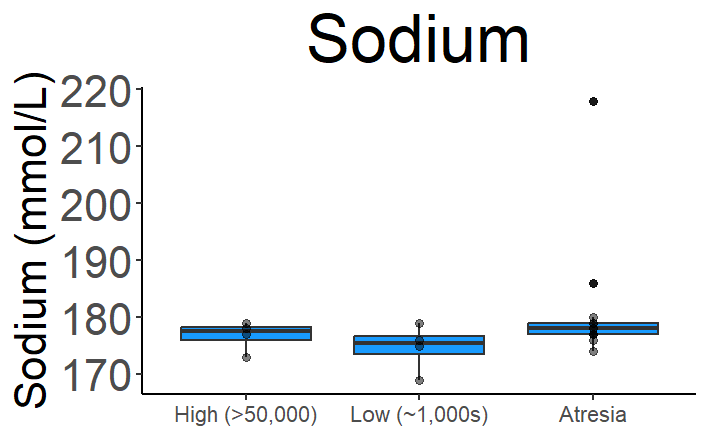 Sodium
Sodium (mmol/L)
220
210
200
190
180
170
High (>50,000)
Low (~1,000s)
Atresia